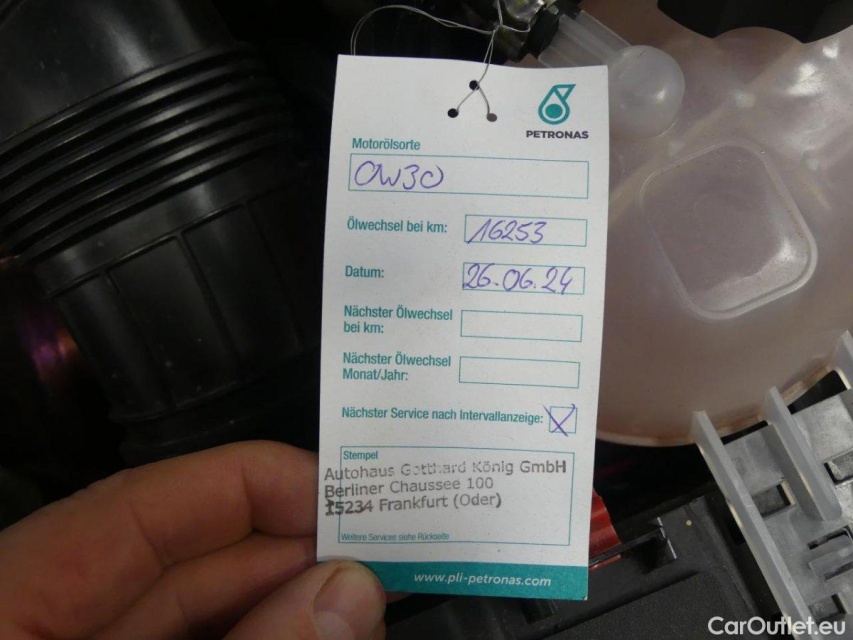 PETRONAS
Motorölsorte
0W30
Ölwechsel bei km: 16253
Datum: 26.06.24
Nächster Ölwechsel
bei km:
Nächster Ölwechsel
Monat/Jahr:
Nächster Service nach Intervallanzeige:
Stempel
Autohaus Gotthard König GmbH
Berliner Chaussee 100
15234 Frankfurt (Oder)
Weitere Services siehe Rückseite
www.pli-petronas.com
CarOutlet.eu